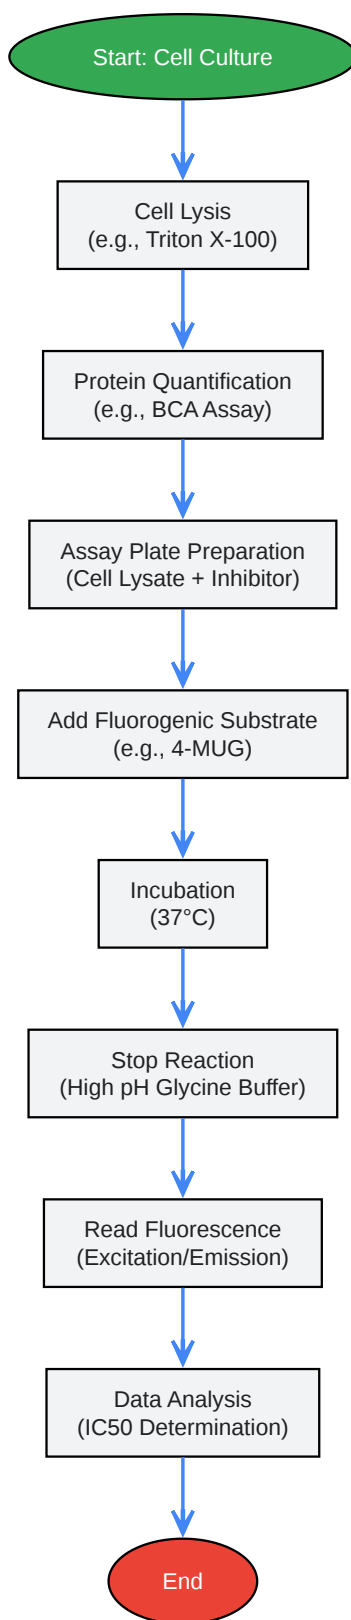 Start: Cell Culture
Cell Lysis
(e.g., Triton X-100)
Protein Quantification
(e.g., BCA Assay)
Assay Plate Preparation
(Cell Lysate + Inhibitor)
Add Fluorogenic Substrate
(e.g., 4-MUG)
Incubation
(37°C)
Stop Reaction
(High pH Glycine Buffer)
Read Fluorescence
(Excitation/Emission)
Data Analysis
(IC50 Determination)
End